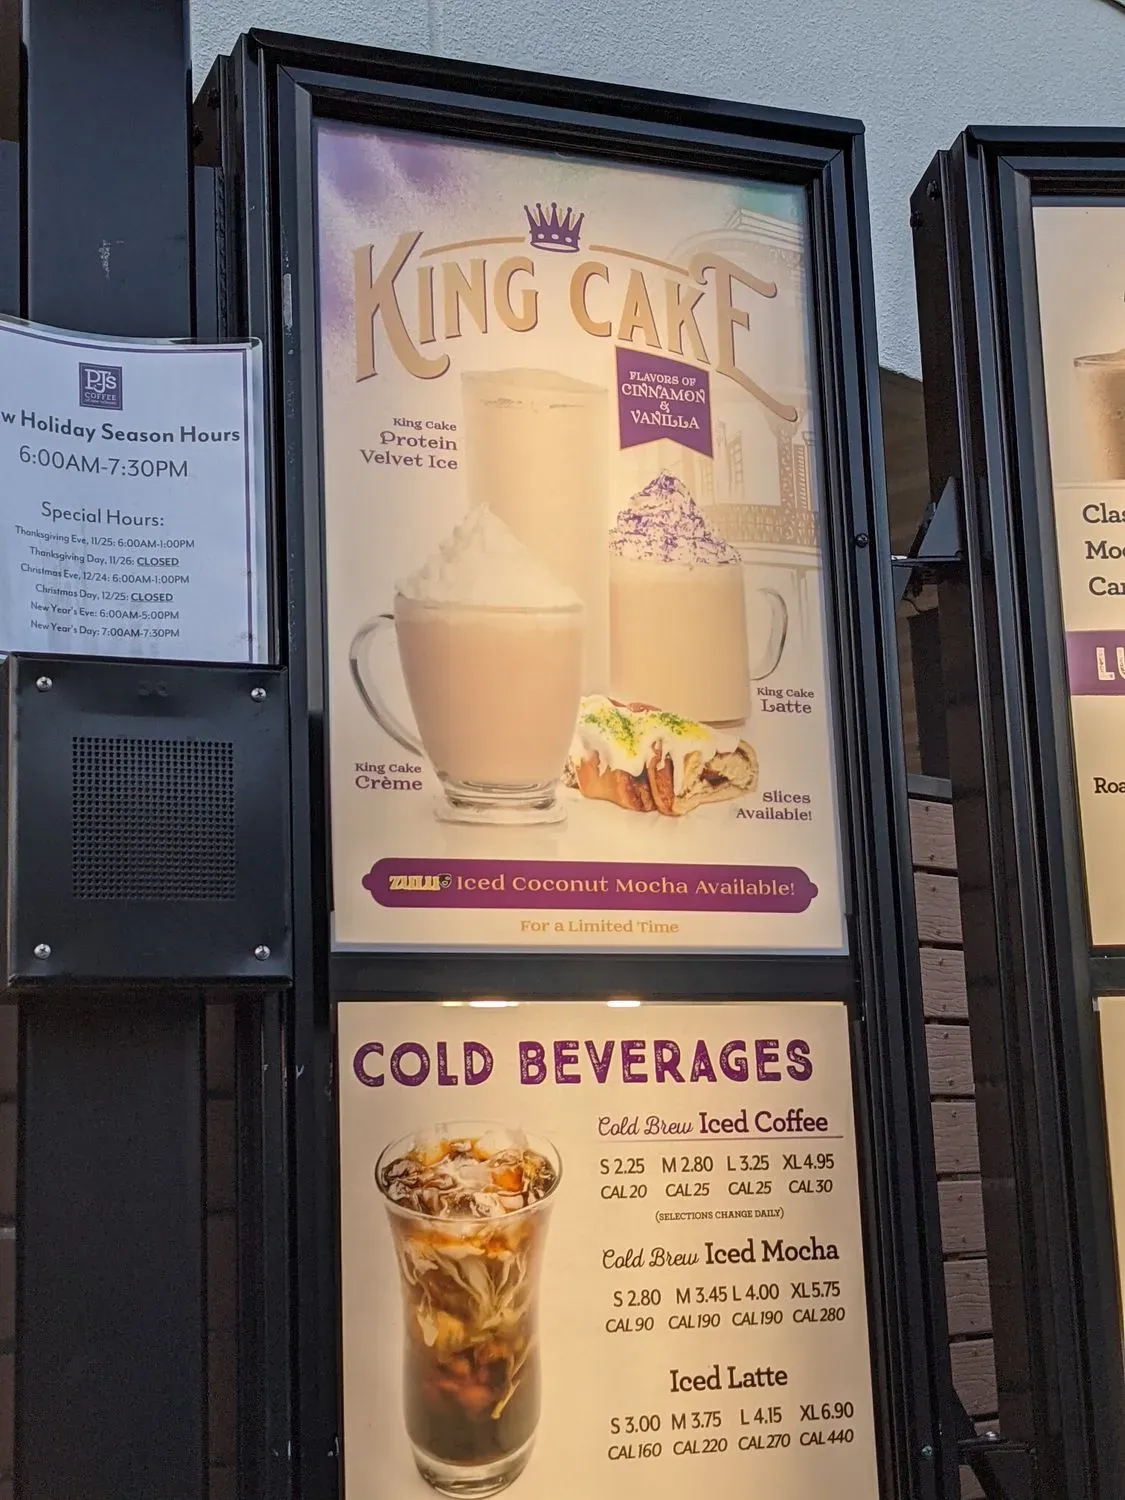 PJ's
COFFEE
w Holiday Season Hours
6:00AM-7:30PM
Special Hours:
Thanksgiving Eve, 11/25: 6:00AM-1:00PM
Thanksgiving Day, 11/26: CLOSED
Christmas Eve, 12/24: 6:00AM-1:00PM
Christmas Day, 12/25: CLOSED
New Year's Eve: 6:00AM-5:00PM
New Year's Day: 7:00AM-7:30PM
KING CAKE
FLAVORS OF
CINNAMON
&
VANILLA
King Cake
Protein
Velvet Ice
King Cake
Latte
King Cake
Crème
Slices
Available!
ZULU Iced Coconut Mocha Available!
For a Limited Time
COLD BEVERAGES
Cold Brew Iced Coffee
S 2.25 M 2.80 L 3.25 XL 4.95
CAL 20 CAL 25 CAL 25 CAL 30
(SELECTIONS CHANGE DAILY)
Cold Brew Iced Mocha
S 2.80 M 3.45 L 4.00 XL 5.75
CAL 90 CAL 190 CAL 190 CAL 280
Iced Latte
S 3.00 M 3.75 L 4.15 XL 6.90
CAL 160 CAL 220 CAL 270 CAL 440
Clas
Mo
Ca
LU
Roa